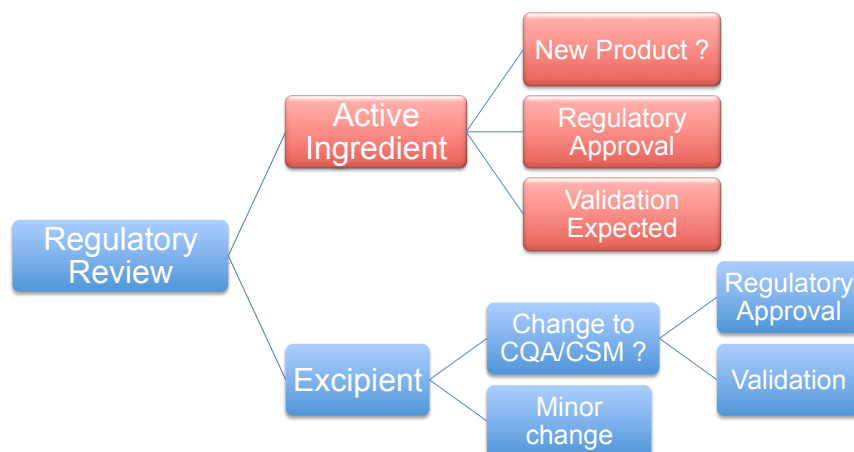 New Product ?
Active
Ingredient
Regulatory
Approval
Validation
Expected
Regulatory
Review
Regulatory
Approval
Change to
CQA/CSM ?
Excipient
Validation
Minor
change